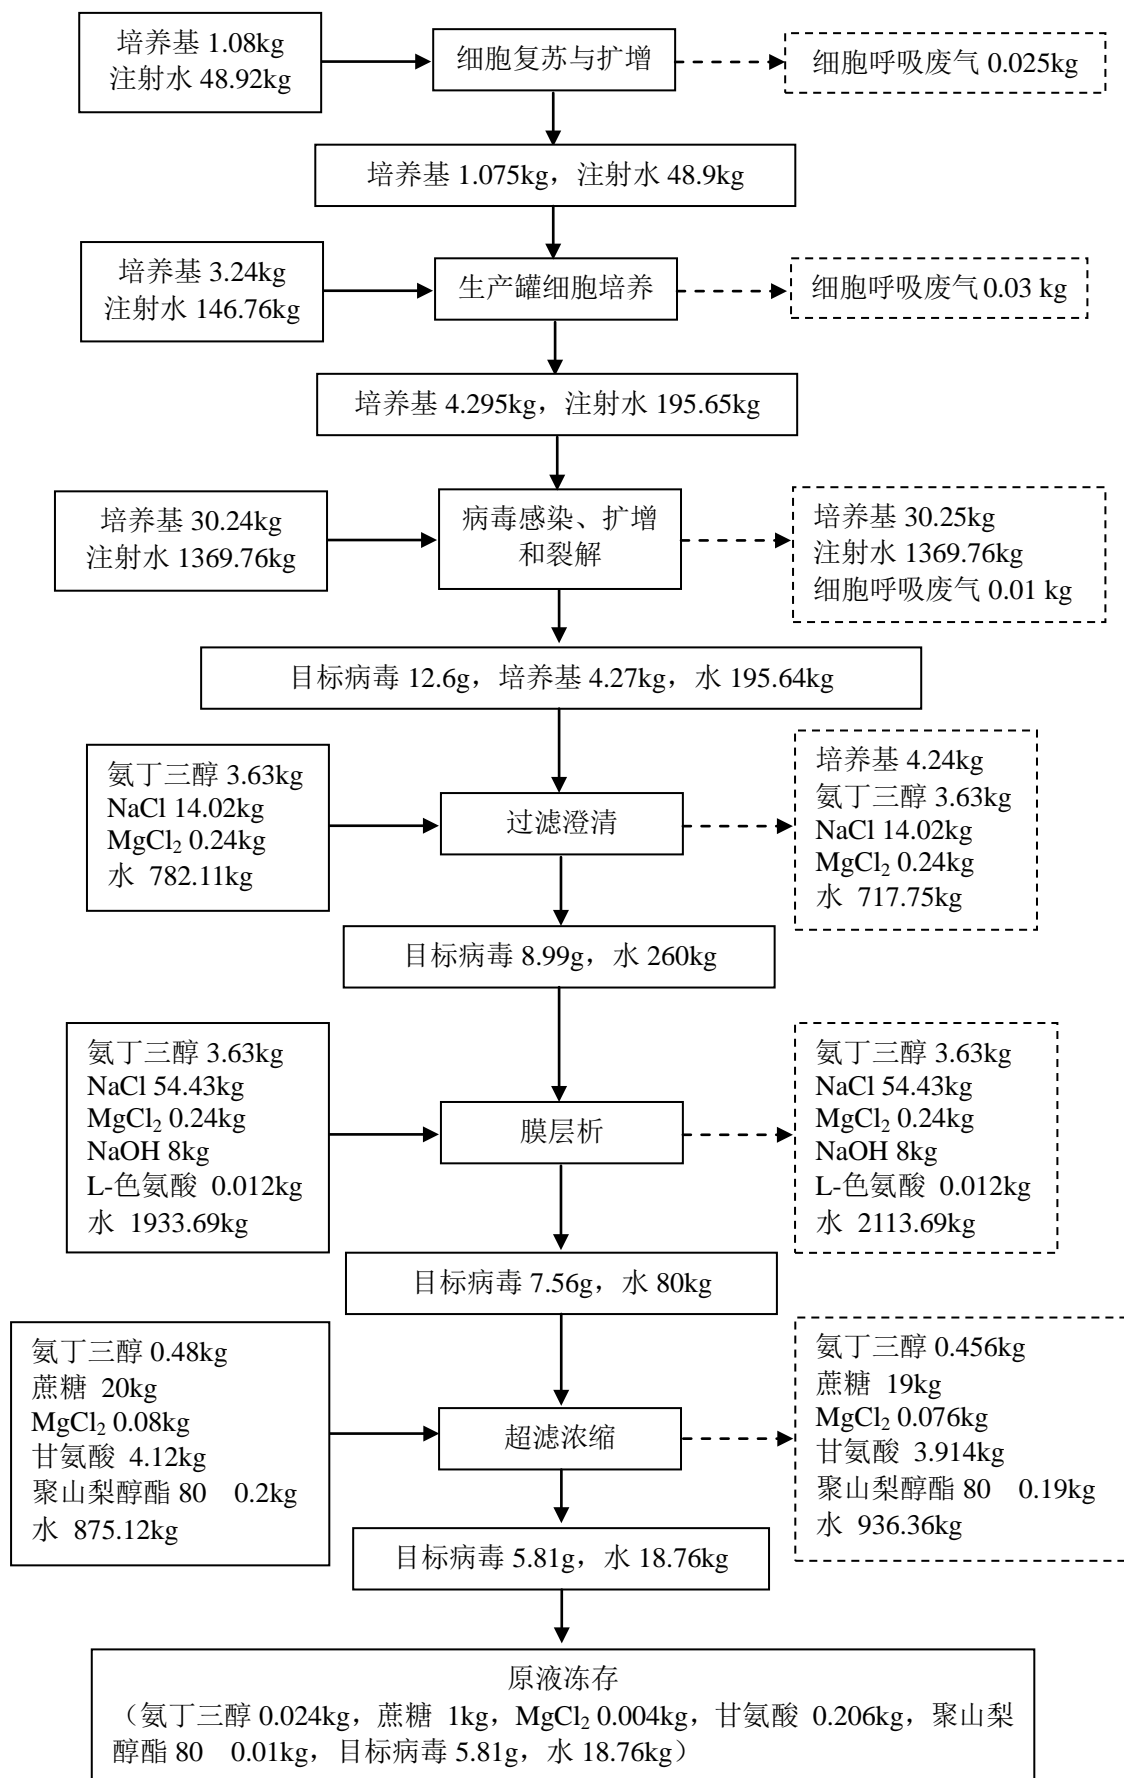 培养基 1.08kg
注射水 48.92kg
细胞复苏与扩增
细胞呼吸废气 0.025kg
培养基 1.075kg，注射水 48.9kg
培养基 3.24kg
注射水 146.76kg
生产罐细胞培养
细胞呼吸废气 0.03 kg
培养基 4.295kg，注射水 195.65kg
培养基 30.24kg
注射水 1369.76kg
病毒感染、扩增
和裂解
培养基 30.25kg
注射水 1369.76kg
细胞呼吸废气 0.01 kg
目标病毒 12.6g，培养基 4.27kg，水 195.64kg
氨丁三醇 3.63kg
NaCl 14.02kg
MgCl₂ 0.24kg
水 782.11kg
过滤澄清
培养基 4.24kg
氨丁三醇 3.63kg
NaCl 14.02kg
MgCl₂ 0.24kg
水 717.75kg
目标病毒 8.99g，水 260kg
氨丁三醇 3.63kg
NaCl 54.43kg
MgCl₂ 0.24kg
NaOH 8kg
L-色氨酸 0.012kg
水 1933.69kg
膜层析
氨丁三醇 3.63kg
NaCl 54.43kg
MgCl₂ 0.24kg
NaOH 8kg
L-色氨酸 0.012kg
水 2113.69kg
目标病毒 7.56g，水 80kg
氨丁三醇 0.48kg
蔗糖 20kg
MgCl₂ 0.08kg
甘氨酸 4.12kg
聚山梨醇酯 80 0.2kg
水 875.12kg
超滤浓缩
氨丁三醇 0.456kg
蔗糖 19kg
MgCl₂ 0.076kg
甘氨酸 3.914kg
聚山梨醇酯 80 0.19kg
水 936.36kg
目标病毒 5.81g，水 18.76kg
原液冻存
（氨丁三醇 0.024kg，蔗糖 1kg，MgCl₂ 0.004kg，甘氨酸 0.206kg，聚山梨
醇酯 80 0.01kg，目标病毒 5.81g，水 18.76kg）